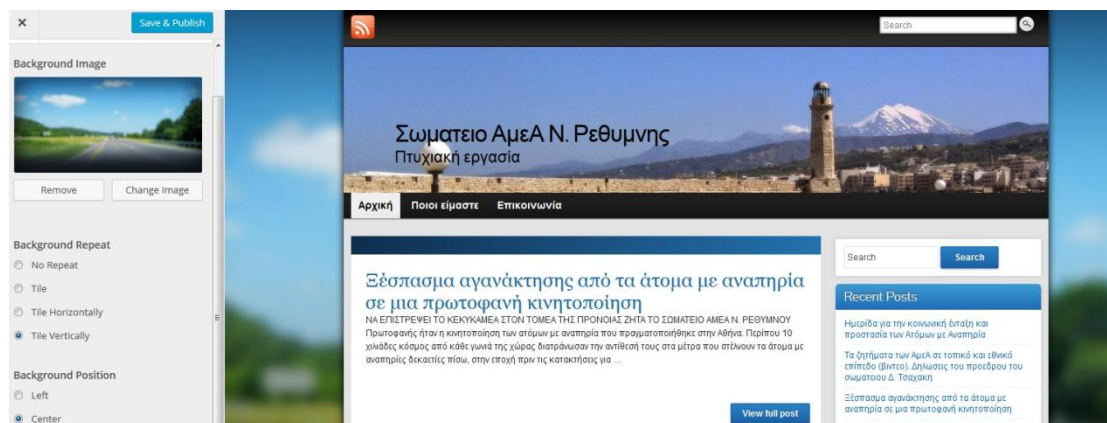 Save & Publish
Background Image
Remove
Change Image
Background Repeat
No Repeat
Tile
Tile Horizontally
Tile Vertically
Background Position
Left
Center
Search
Σωματειο ΑμεΑ Ν. Ρεθυμνης
Πτυχιακή εργασία
Αρχική Ποιοι είμαστε Επικοινωνία
Ξέσπασμα αγανάκτησης από τα άτομα με αναπηρία
σε μια πρωτοφανή κινητοποίηση
ΝΑ ΕΠΙΣΤΡΕΨΕΙ ΤΟ ΚΕΚΥΚΑΜΕΑ ΣΤΟΝ ΤΟΜΕΑ ΤΗΣ ΠΡΟΝΟΙΑΣ ΖΗΤΑ ΤΟ ΣΩΜΑΤΕΙΟ ΑΜΕΑ Ν. ΡΕΘΥΜΝΟΥ
Πρωτοφανής ήταν η κινητοποίηση των ατόμων με αναπηρία που πραγματοποιήθηκε στην Αθήνα. Περίπου 10
χιλιάδες κόσμος από κάθε γωνιά της χώρας διατράνωσαν την αντίθεσή τους στα μέτρα που στέλνουν τα άτομα με
αναπηρίες δεκαετίες πίσω, στην εποχή πριν τις κατακτήσεις για ...
View full post
Search
Search
Recent Posts
Ημερίδα για την κοινωνική ένταξη και
προστασία των Ατόμων με Αναπηρία
Τα ζητήματα των ΑμεΑ σε τοπικό και εθνικό
επίπεδο (βιντεο). Δηλωσεις του προεδρου του
σωματειου Δ. Τσαχακη
Ξέσπασμα αγανάκτησης από τα άτομα με
αναπηρία σε μια πρωτοφανή κινητοποίηση